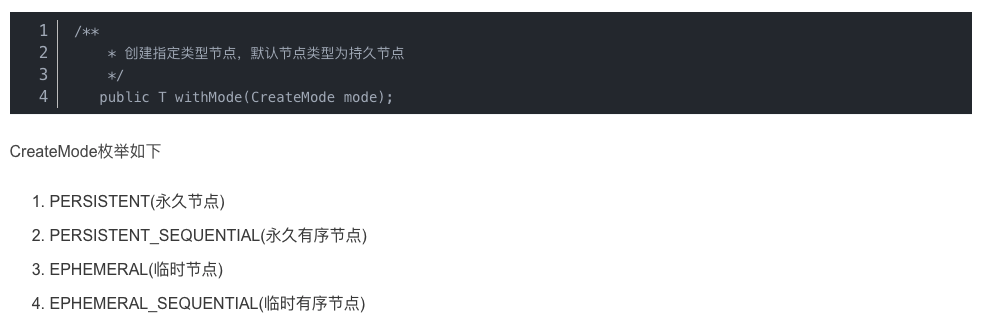 1 /**
2 * 创建指定类型节点，默认节点类型为持久节点
3 */
4 public T withMode(CreateMode mode);
CreateMode枚举如下
1. PERSISTENT(永久节点)
2. PERSISTENT_SEQUENTIAL(永久有序节点)
3. EPHEMERAL(临时节点)
4. EPHEMERAL_SEQUENTIAL(临时有序节点)